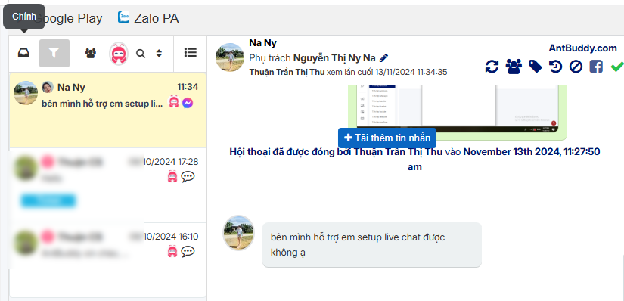 Chính
oogle Play
Zalo PA
Na Ny
11:34
bên mình hỗ trợ em setup li...
10/2024 17:28
10/2024 16:10
Na Ny
Phụ trách Nguyễn Thị Ny Na
Thuận Trần Thị Thu xem lần cuối 13/11/2024 11:34:35
AntBuddy.com
+ Tải thêm tin nhắn
Hội thoại đã được đóng bởi Thuận Trần Thị Thu vào November 13th 2024, 11:27:50
am
bên mình hỗ trợ em setup live chat được
không ạ